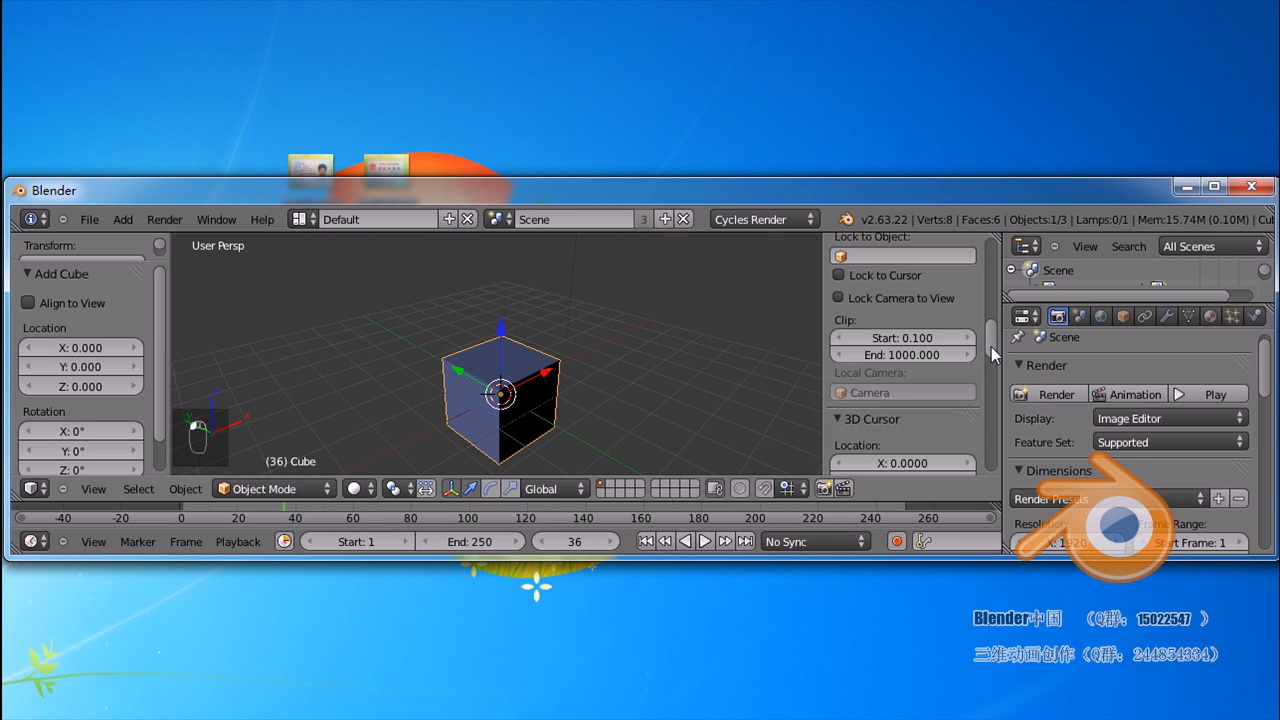 Blender
File Add Render Window Help Default Scene 3 Cycles Render v2.63.22 | Verts:8 | Faces:6 | Objects:1/3 | Lamps:0/1 | Mem:15.74M (0.10M) | Cu
Transform:
Add Cube
Align to View
Location
X: 0.000
Y: 0.000
Z: 0.000
Rotation
X: 0°
Y: 0°
Z: 0°
User Persp
(36) Cube
Lock to Object:
Lock to Cursor
Lock Camera to View
Clip:
Start: 0.100
End: 1000.000
Local Camera:
Camera
3D Cursor
Location:
X: 0.0000
View Search All Scenes
Scene
Scene
Render
Render Animation Play
Display: Image Editor
Feature Set: Supported
Dimensions
Render Presets
Resolution: Frame Range:
X: 1920 Start Frame: 1
View Select Object Object Mode Global
-40 -20 0 20 40 60 80 100 120 140 160 180 200 220 240 260
View Marker Frame Playback Start: 1 End: 250 36 No Sync
Blender中国 （Q群：15022547 ）
三维动画创作（Q群：244854334）